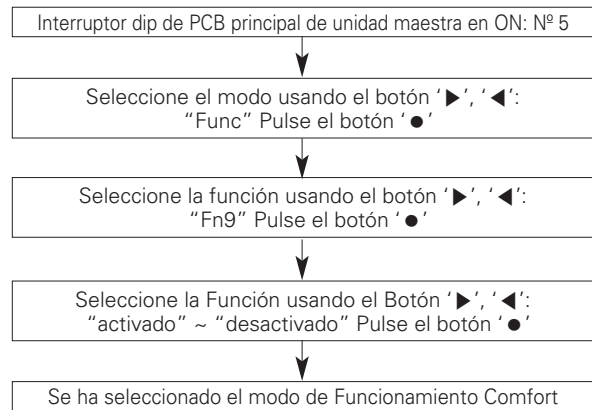 Interruptor dip de PCB principal de unidad maestra en ON: Nº 5
Seleccione el modo usando el botón ‘▶’, ‘◀’:
“Func” Pulse el botón ‘●’
Seleccione la función usando el botón ‘▶’, ‘◀’:
“Fn9” Pulse el botón ‘●’
Seleccione la Función usando el Botón ‘▶’, ‘◀’:
“activado” ~ “desactivado” Pulse el botón ‘●’
Se ha seleccionado el modo de Funcionamiento Comfort